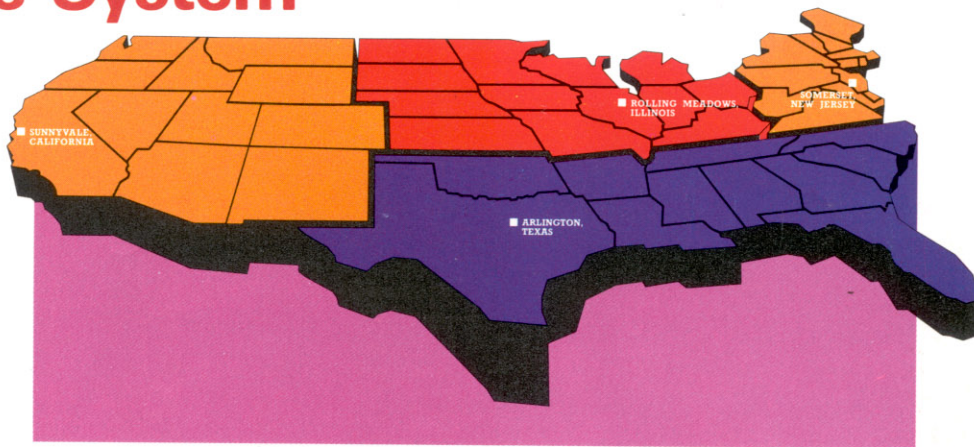 System
ROLLING MEADOWS,
ILLINOIS
SOMERSET,
NEW JERSEY
SUNNYVALE,
CALIFORNIA
ARLINGTON,
TEXAS